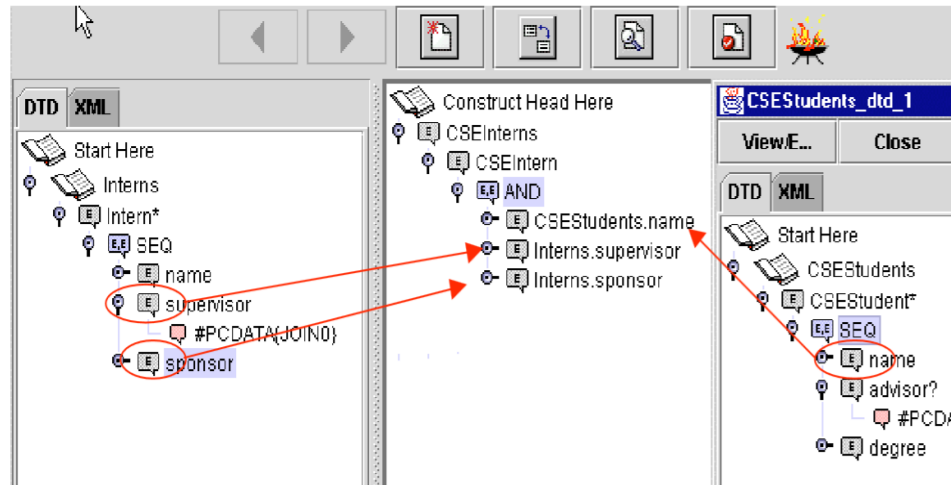 DTD XML
Start Here
Interns
Intern*
E,E SEQ
E name
E supervisor
#PCDATA{JOIN0}
E sponsor
Construct Head Here
E CSEInterns
E CSEIntern
E,E AND
E CSEStudents.name
E Interns.supervisor
E Interns.sponsor
CSEStudents_dtd_1
View/E... Close
DTD XML
Start Here
CSEStudents
E CSEStudent*
E,E SEQ
E name
E advisor?
#PCDA
E degree